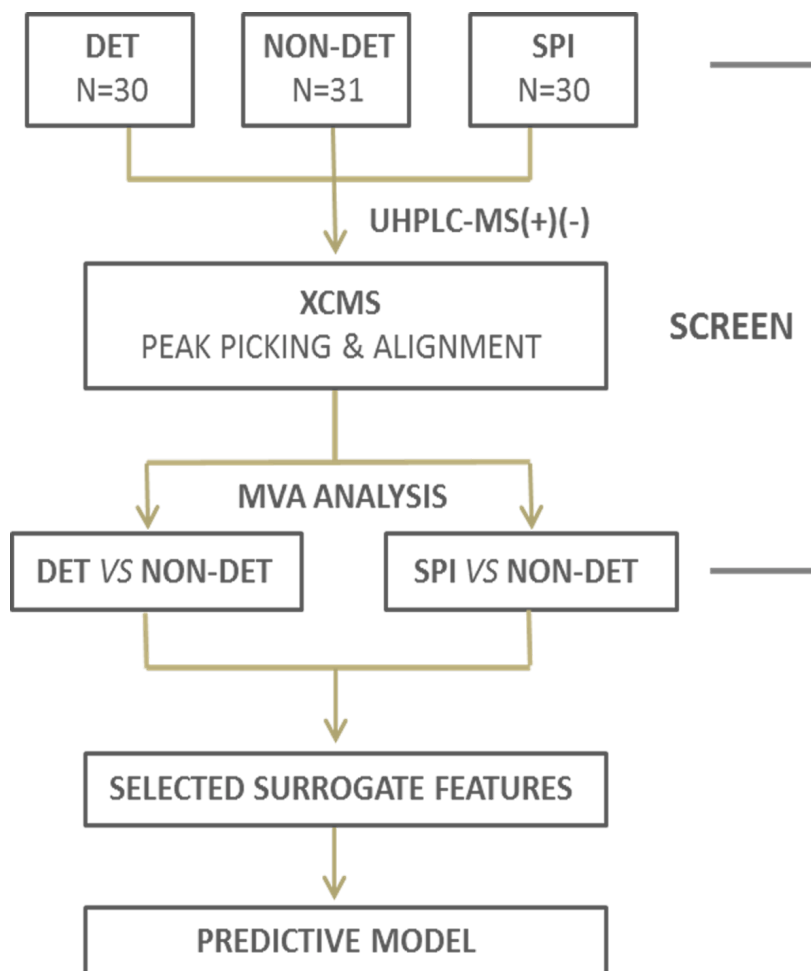 DET
N=30
NON-DET
N=31
SPI
N=30
UHPLC-MS(+)(-)
XCMS
PEAK PICKING & ALIGNMENT
SCREEN
MVA ANALYSIS
DET VS NON-DET
SPI VS NON-DET
SELECTED SURROGATE FEATURES
PREDICTIVE MODEL